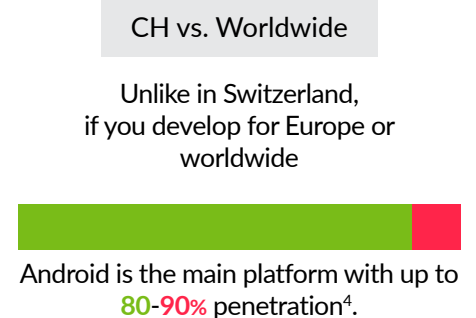 CH vs. Worldwide
Unlike in Switzerland,
if you develop for Europe or
worldwide
Android is the main platform with up to
80-90% penetration⁴.